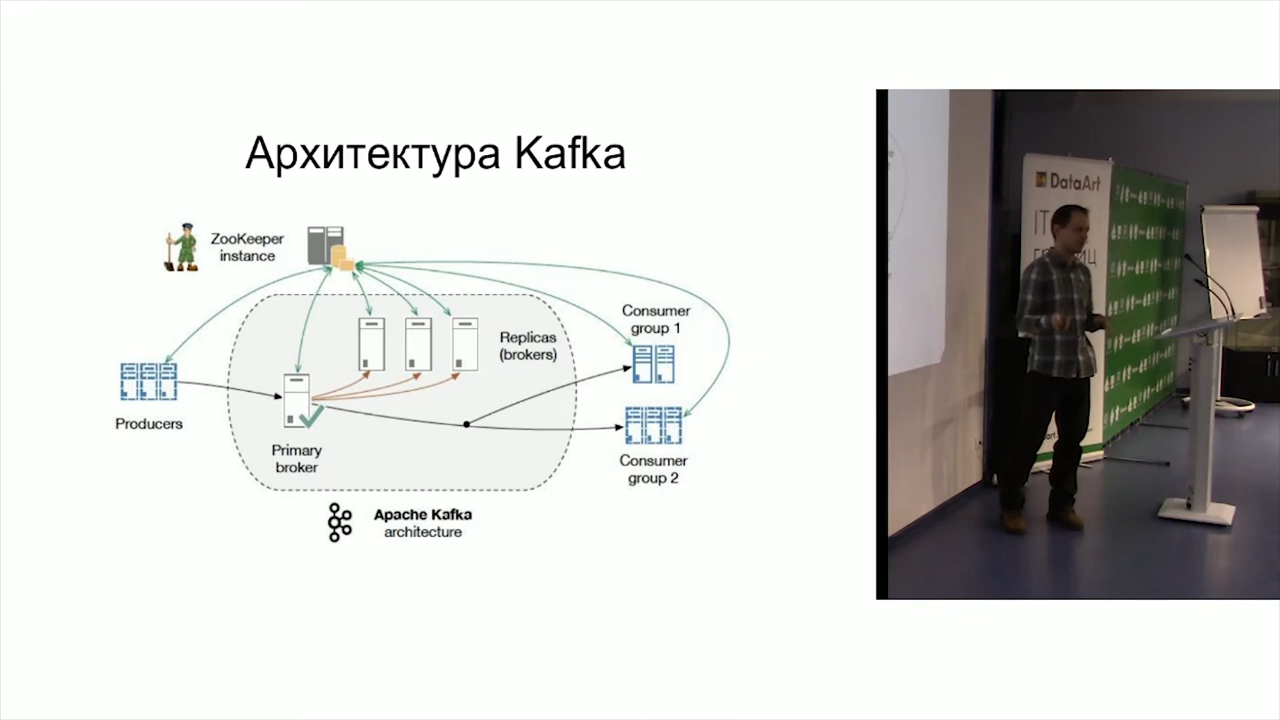 Архитектура Kafka
ZooKeeper
instance
Replicas
(brokers)
Consumer
group 1
Producers
Primary
broker
Consumer
group 2
Apache Kafka
architecture
DataArt
IT